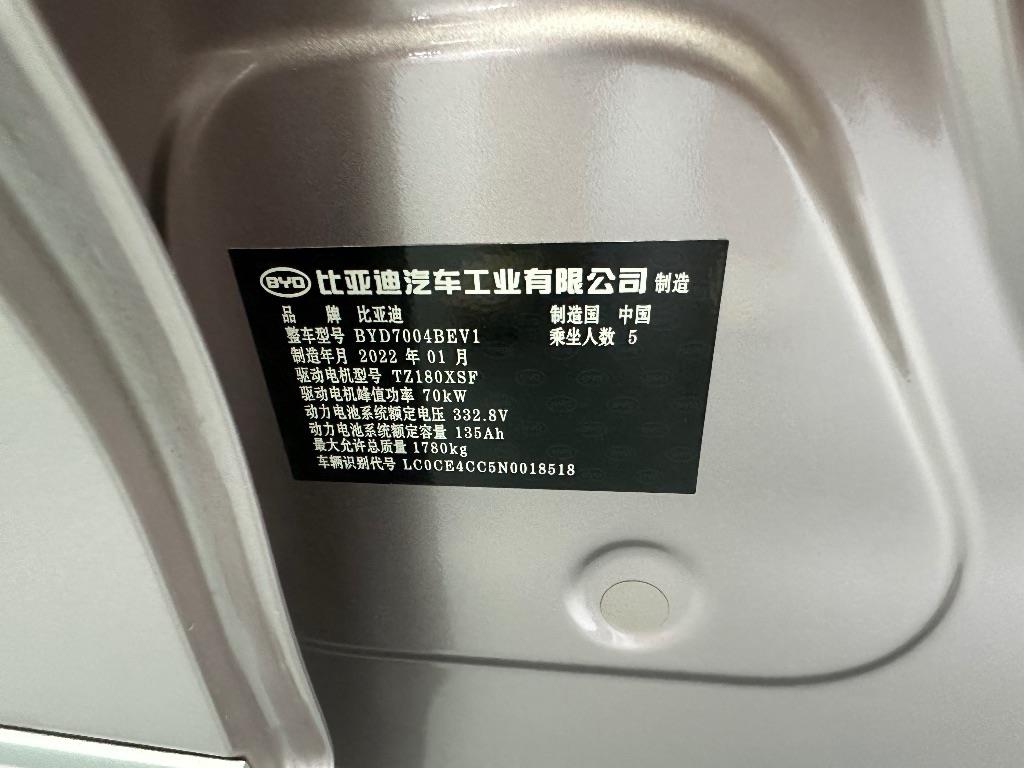 BYD 比亚迪汽车工业有限公司 制造
品 牌 比亚迪 制造国 中国
整车型号 BYD7004BEV1 乘坐人数 5
制造年月 2022 年 01 月
驱动电机型号 TZ180XSF
驱动电机峰值功率 70kW
动力电池系统额定电压 332.8V
动力电池系统额定容量 135Ah
最大允许总质量 1780kg
车辆识别代号 LC0CE4CC5N0018518